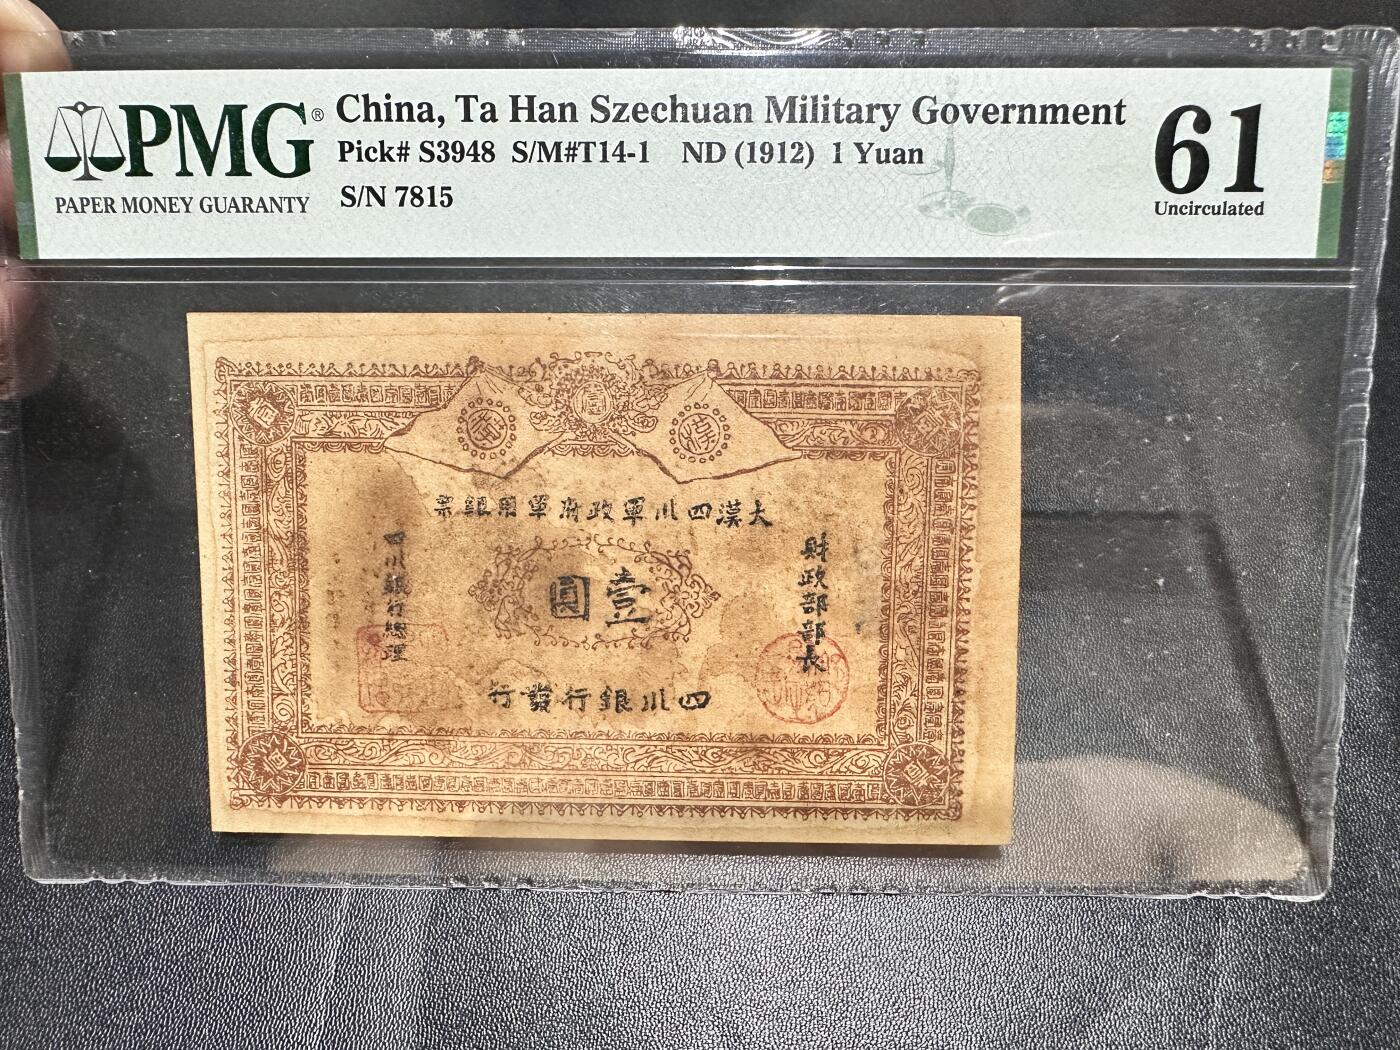 PMG®
PAPER MONEY GUARANTY
China, Ta Han Szechuan Military Government
Pick# S3948 S/M#T14-1 ND (1912) 1 Yuan
S/N 7815
61
Uncirculated
大漢四川軍政府軍用銀票
財政部部長
壹圓
四川銀行總理
四川銀行發行